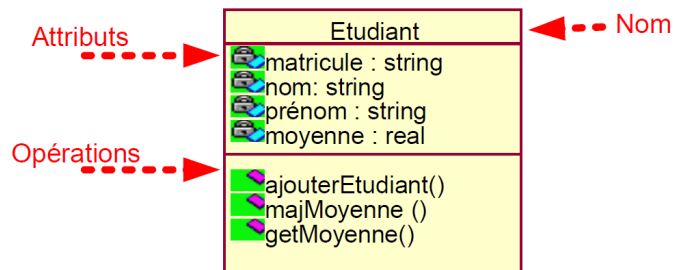 Etudiant
Nom
Attributs
matricule : string
nom: string
prénom : string
moyenne : real
Opérations
ajouterEtudiant()
majMoyenne ()
getMoyenne()